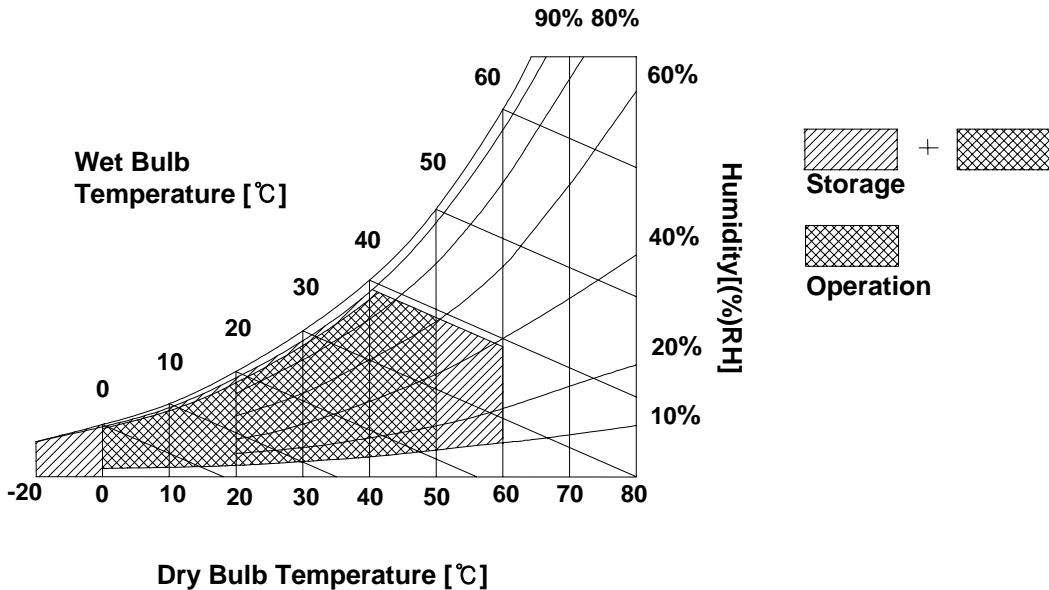 90% 80%
60
60%
50
Wet Bulb
Temperature [℃]
Storage
+
40
40%
30
Humidity[(%)RH]
Operation
20
20%
10
0
10%
-20 0 10 20 30 40 50 60 70 80
Dry Bulb Temperature [℃]